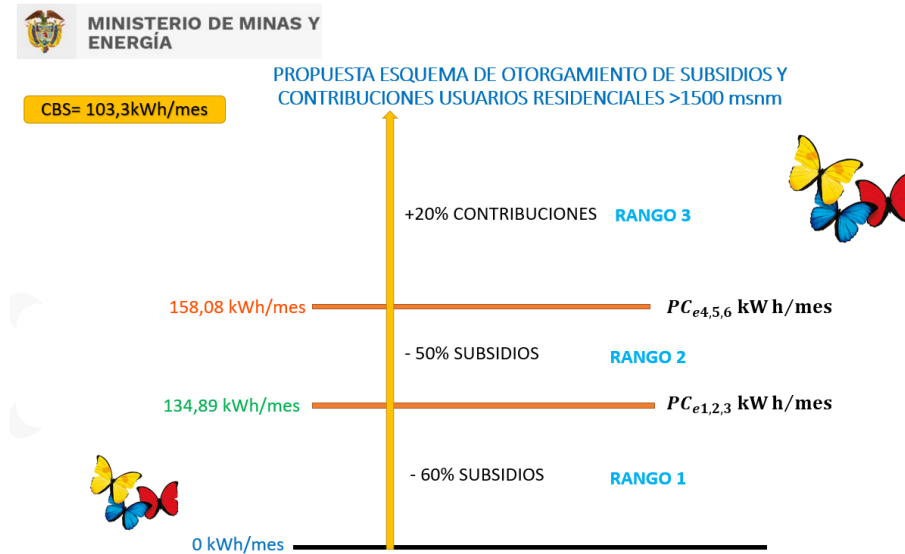 MINISTERIO DE MINAS Y
ENERGÍA
PROPUESTA ESQUEMA DE OTORGAMIENTO DE SUBSIDIOS Y
CONTRIBUCIONES USUARIOS RESIDENCIALES >1500 msnm
CBS= 103,3kWh/mes
+20% CONTRIBUCIONES RANGO 3
158,08 kWh/mes PCe4,5,6 kWh/mes
- 50% SUBSIDIOS RANGO 2
134,89 kWh/mes PCe1,2,3 kWh/mes
- 60% SUBSIDIOS RANGO 1
0 kWh/mes